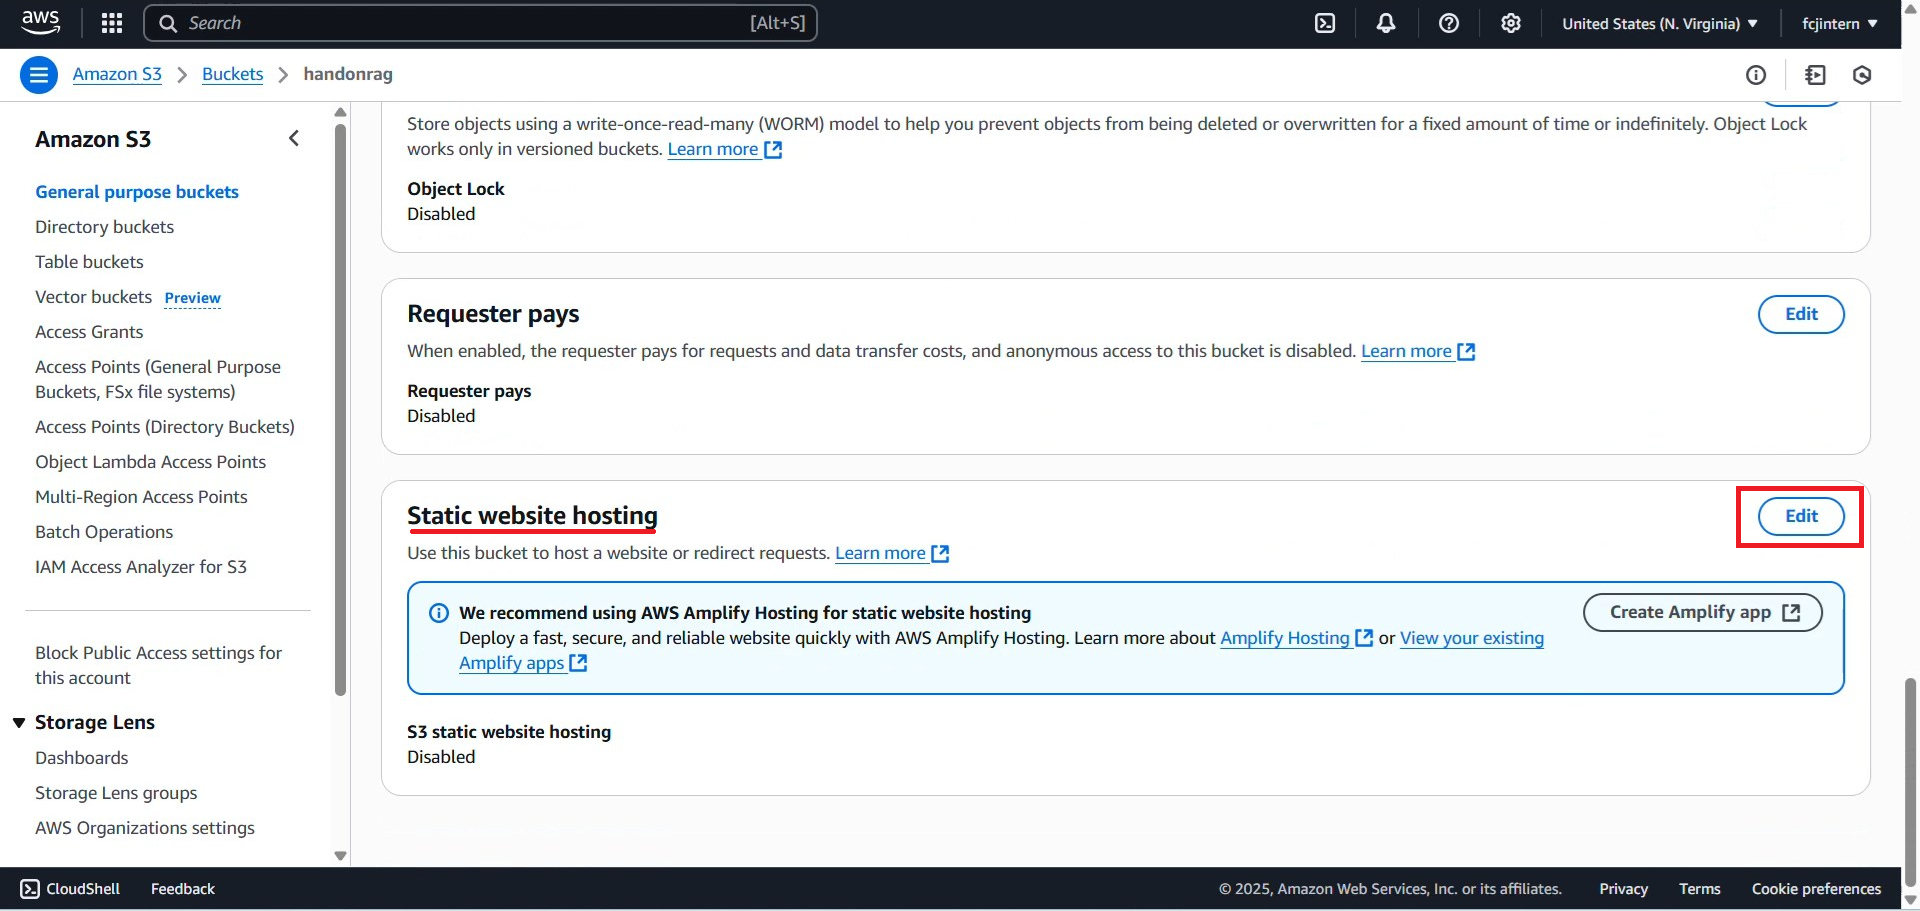 aws
Search
[Alt+S]
United States (N. Virginia)
fcjintern
Amazon S3
Buckets
handonrag
Amazon S3
General purpose buckets
Directory buckets
Table buckets
Vector buckets Preview
Access Grants
Access Points (General Purpose
Buckets, FSx file systems)
Access Points (Directory Buckets)
Object Lambda Access Points
Multi-Region Access Points
Batch Operations
IAM Access Analyzer for S3
Block Public Access settings for
this account
Storage Lens
Dashboards
Storage Lens groups
AWS Organizations settings
Store objects using a write-once-read-many (WORM) model to help you prevent objects from being deleted or overwritten for a fixed amount of time or indefinitely. Object Lock
works only in versioned buckets. Learn more
Object Lock
Disabled
Requester pays
Edit
When enabled, the requester pays for requests and data transfer costs, and anonymous access to this bucket is disabled. Learn more
Requester pays
Disabled
Static website hosting
Edit
Use this bucket to host a website or redirect requests. Learn more
We recommend using AWS Amplify Hosting for static website hosting
Create Amplify app
Deploy a fast, secure, and reliable website quickly with AWS Amplify Hosting. Learn more about Amplify Hosting or View your existing
Amplify apps
S3 static website hosting
Disabled
CloudShell
Feedback
© 2025, Amazon Web Services, Inc. or its affiliates.
Privacy
Terms
Cookie preferences